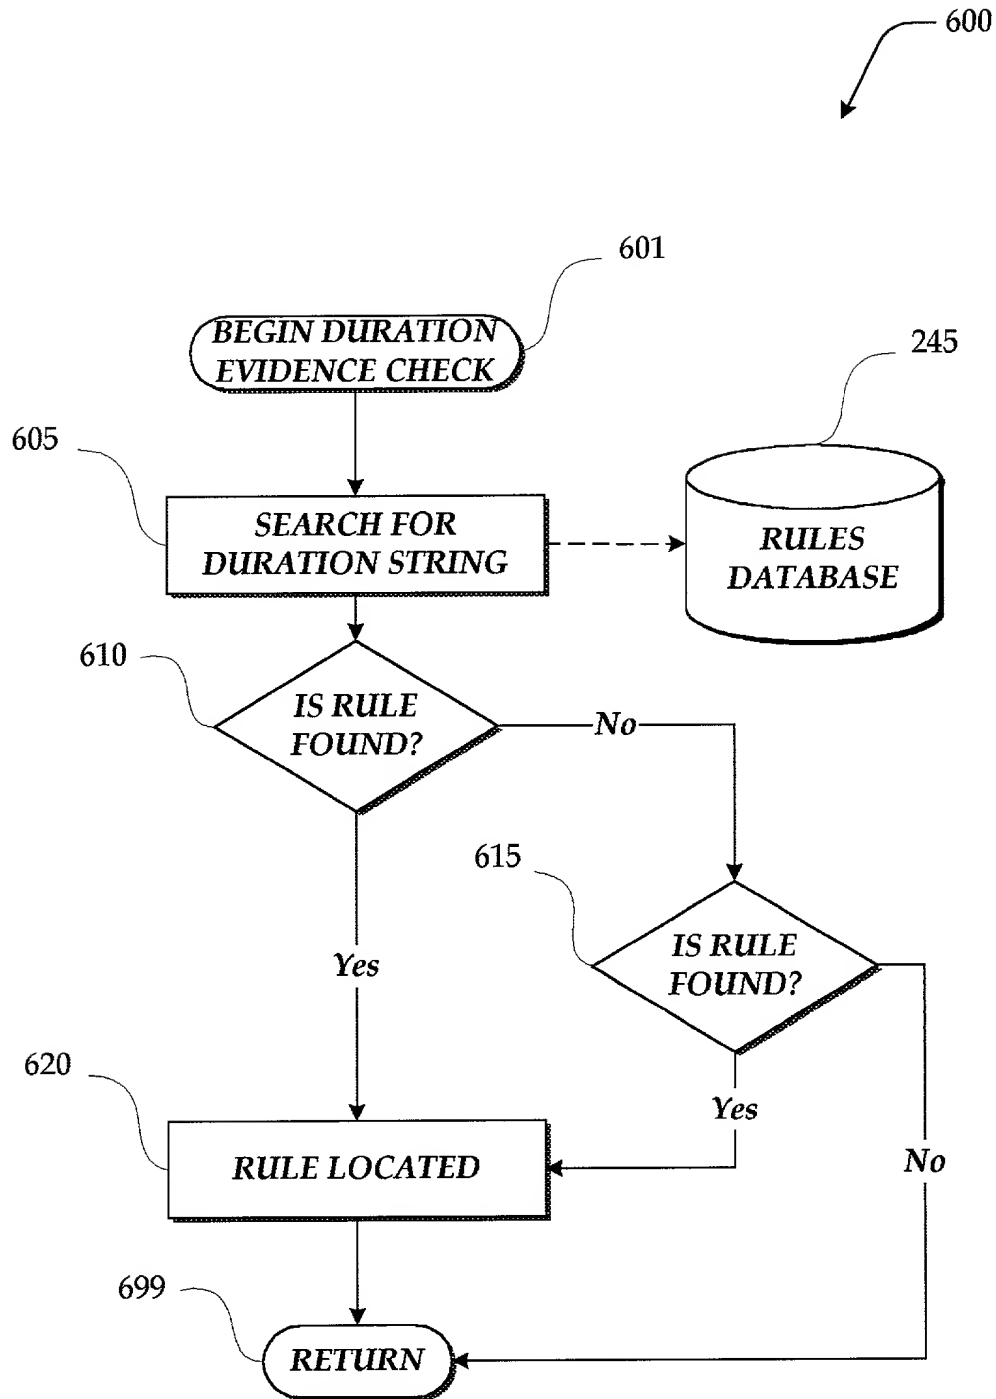 600
601
BEGIN DURATION
EVIDENCE CHECK
245
605
SEARCH FOR
DURATION STRING
RULES
DATABASE
610
IS RULE
FOUND?
No
615
IS RULE
FOUND?
Yes
620
Yes
RULE LOCATED
No
699
RETURN